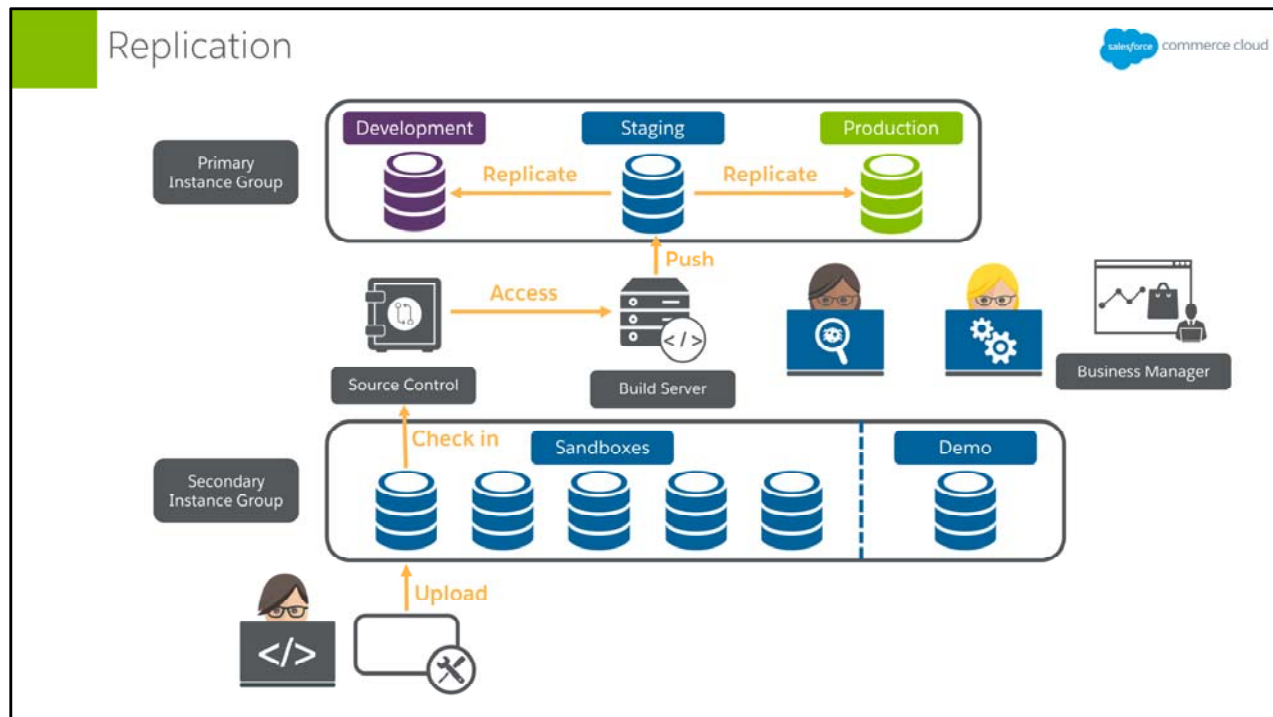 Replication
salesforce commerce cloud
Development
Staging
Production
Primary
Instance Group
Replicate
Replicate
Push
Access
</>
Source Control
Build Server
Business Manager
Check in
Sandboxes
Demo
Secondary
Instance Group
Upload
</>